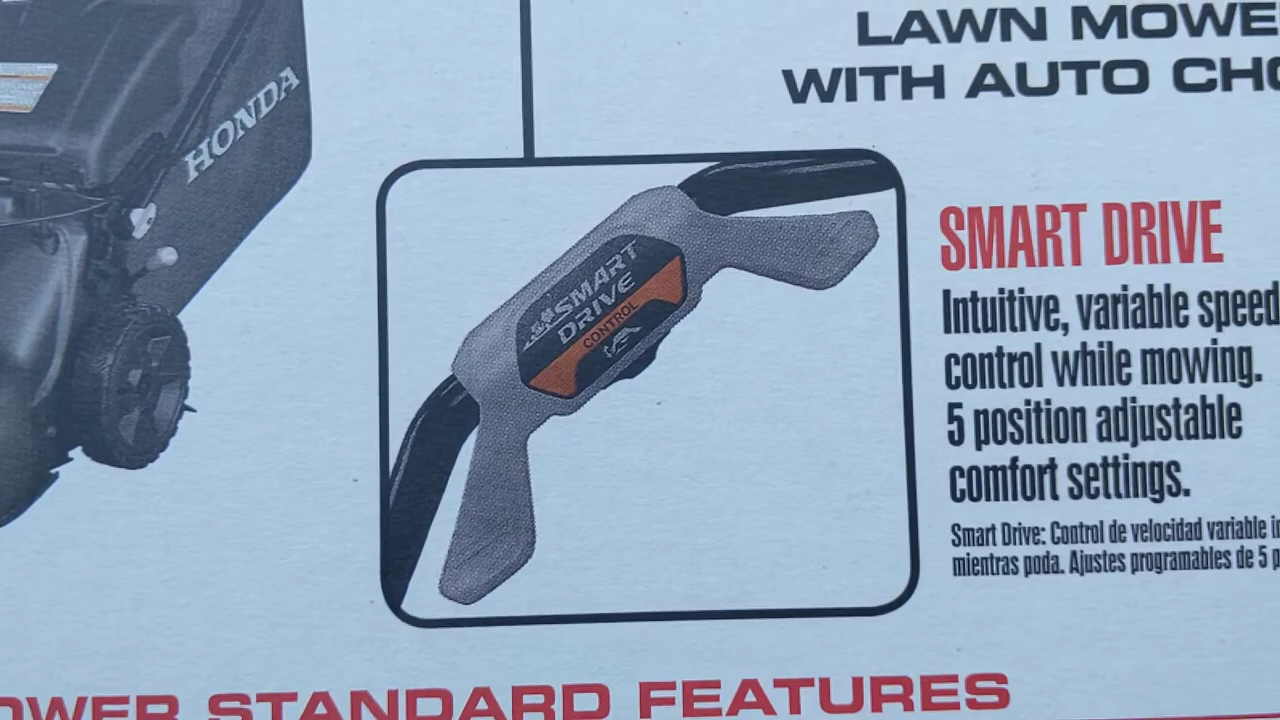 HONDA
LAWN MOWE
WITH AUTO CHO
SMART
DRIVE
CONTROL
SMART DRIVE
Intuitive, variable speed
control while mowing.
5 position adjustable
comfort settings.
Smart Drive: Control de velocidad variable in
mientras poda. Ajustes programables de 5 p
OWER STANDARD FEATURES